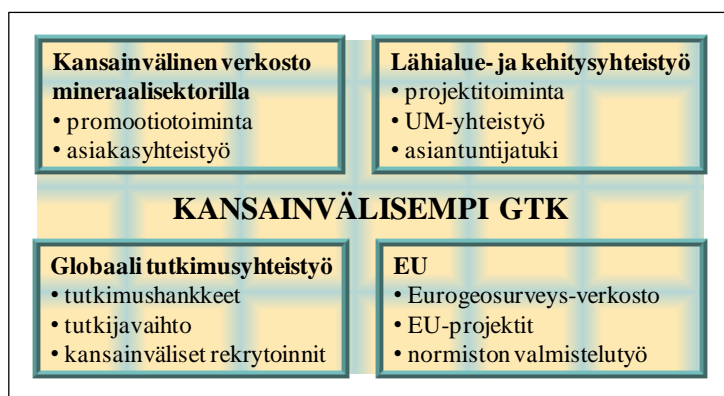 Kansainvälinen verkosto
mineraalisektorilla
• promootiotoiminta
• asiakasyhteistyö
Lähialue- ja kehitysyhteistyö
• projektitoiminta
• UM-yhteistyö
• asiantuntijatuki
KANSAINVÄLISEMPI GTK
Globaali tutkimusyhteistyö
• tutkimushankkeet
• tutkijavaihto
• kansainväliset rekrytoinnit
EU
• Eurogeosurveys-verkosto
• EU-projektit
• normiston valmistelutyö